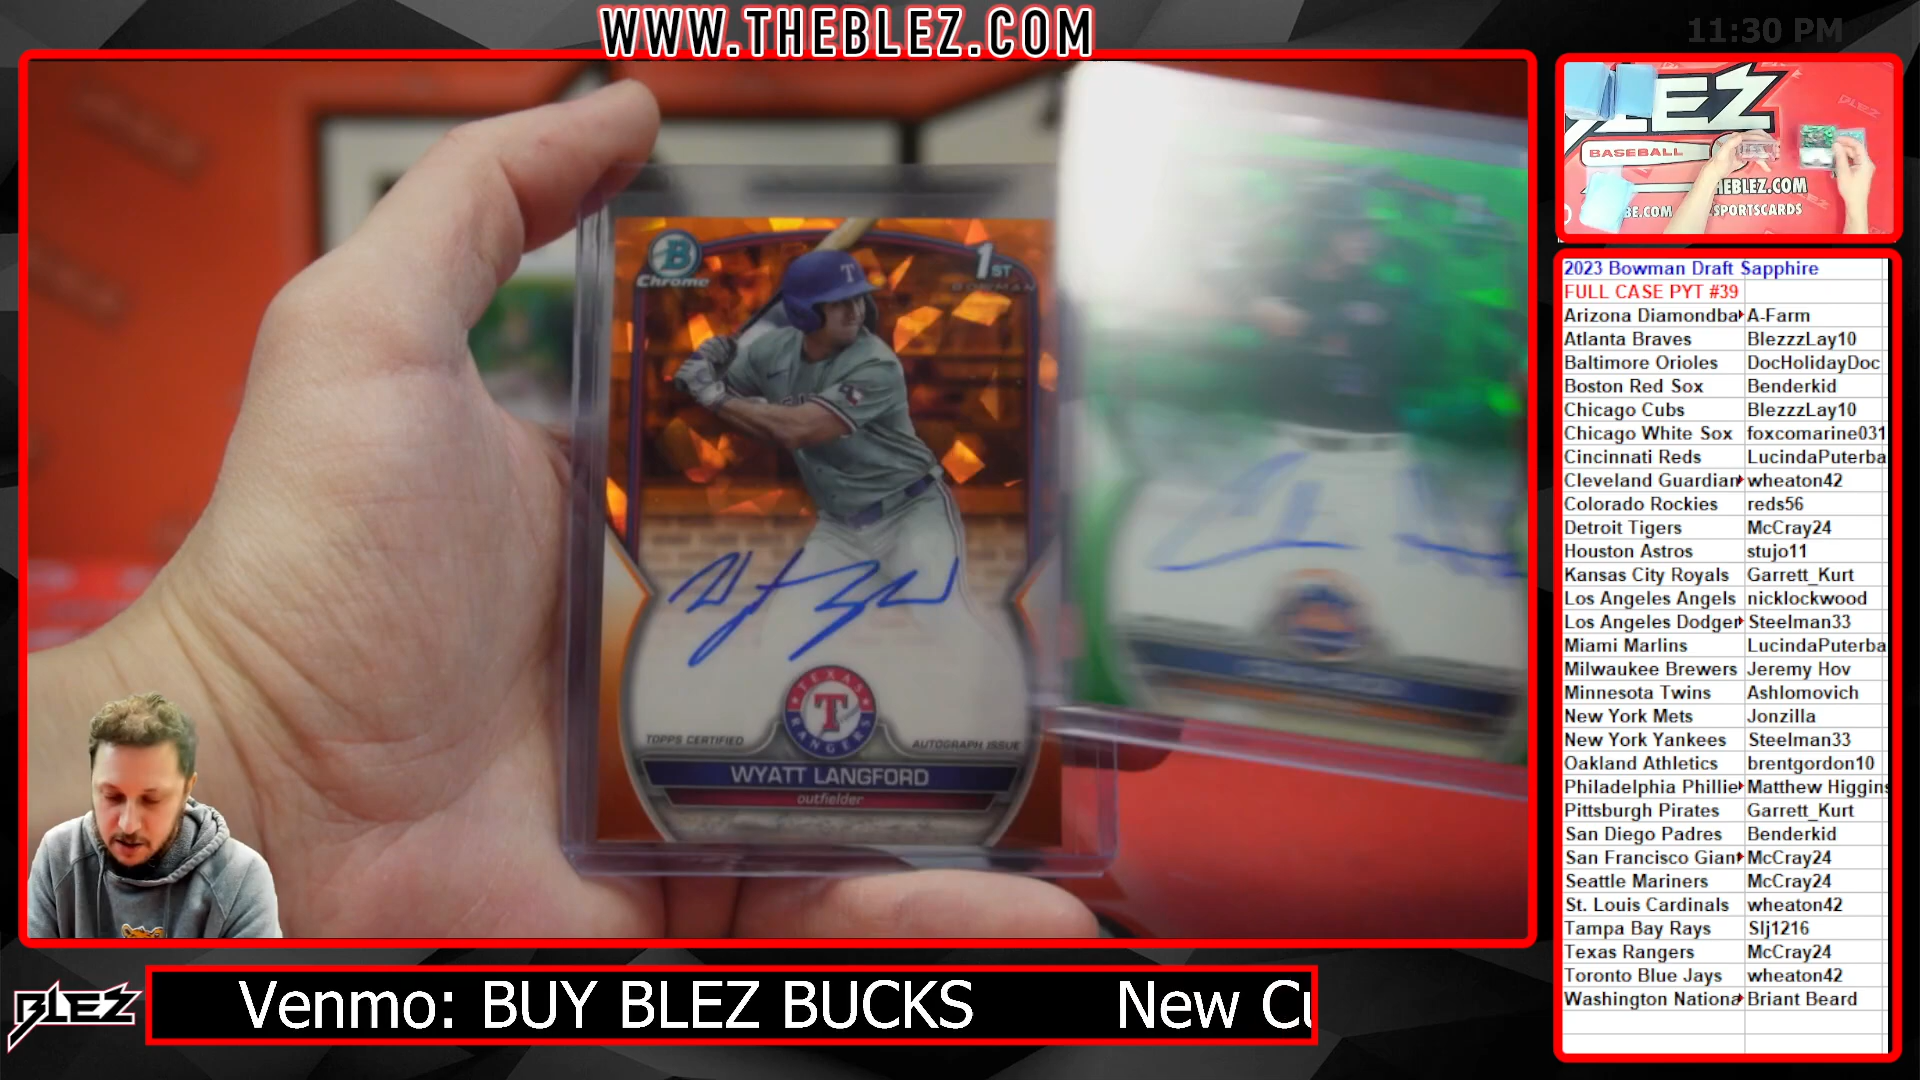 WWW.THEBLEZ.COM
11:30 PM
B
Chrome
1ST
BOWMAN
T
TEXAS
T
RANGERS
TOPPS CERTIFIED
AUTOGRAPH ISSUE
WYATT LANGFORD
outfielder
BLEZ
BASEBALL
THEBLEZ.COM
BE.COM
SPORTSCARDS
2023 Bowman Draft Sapphire
FULL CASE PYT #39
Arizona Diamondba A-Farm
Atlanta Braves BlezzzLay10
Baltimore Orioles DocHolidayDoc
Boston Red Sox Benderkid
Chicago Cubs BlezzzLay10
Chicago White Sox foxcomarine031
Cincinnati Reds LucindaPuterba
Cleveland Guardian wheaton42
Colorado Rockies reds56
Detroit Tigers McCray24
Houston Astros stujo11
Kansas City Royals Garrett_Kurt
Los Angeles Angels nicklockwood
Los Angeles Dodger Steelman33
Miami Marlins LucindaPuterba
Milwaukee Brewers Jeremy Hov
Minnesota Twins Ashlomovich
New York Mets Jonzilla
New York Yankees Steelman33
Oakland Athletics brentgordon10
Philadelphia Phillie Matthew Higgins
Pittsburgh Pirates Garrett_Kurt
San Diego Padres Benderkid
San Francisco Gian McCray24
Seattle Mariners McCray24
St. Louis Cardinals wheaton42
Tampa Bay Rays Slj1216
Texas Rangers McCray24
Toronto Blue Jays wheaton42
Washington Nationa Briant Beard
BLEZ
Venmo: BUY BLEZ BUCKS New Cu